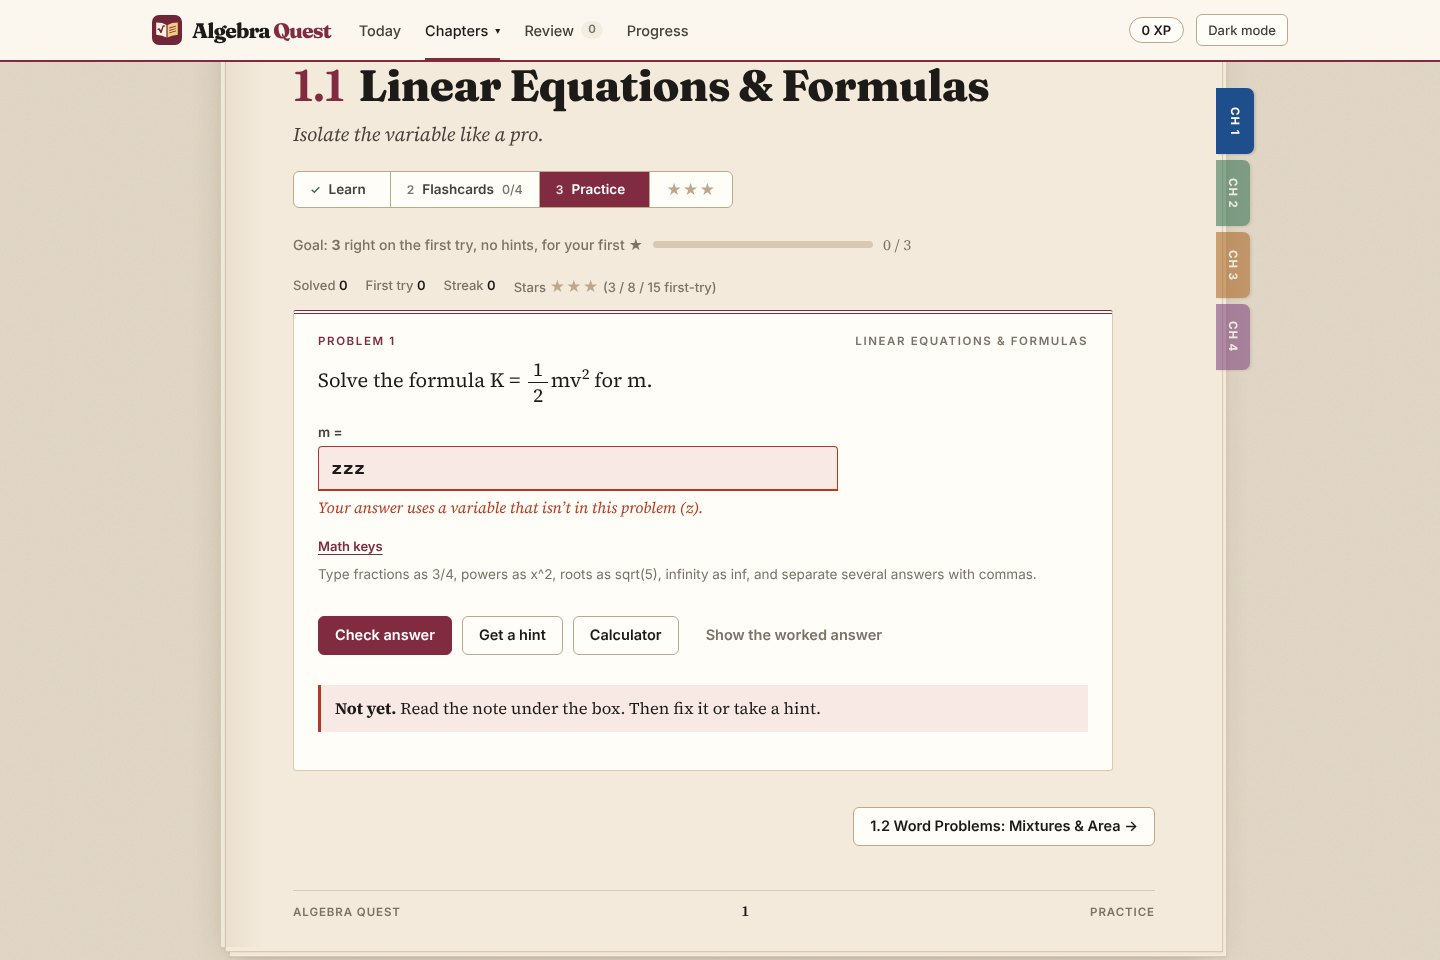 Algebra Quest Today Chapters ▾ Review 0 Progress 0 XP Dark mode
1.1 Linear Equations & Formulas
Isolate the variable like a pro.
✓ Learn 2 Flashcards 0/4 3 Practice ★★★
Goal: 3 right on the first try, no hints, for your first ★ 0 / 3
Solved 0 First try 0 Streak 0 Stars ★★★ (3 / 8 / 15 first-try)
PROBLEM 1 LINEAR EQUATIONS & FORMULAS
Solve the formula K = 1/2 mv² for m.
m =
zzz
Your answer uses a variable that isn’t in this problem (z).
Math keys
Type fractions as 3/4, powers as x^2, roots as sqrt(5), infinity as inf, and separate several answers with commas.
Check answer Get a hint Calculator Show the worked answer
Not yet. Read the note under the box. Then fix it or take a hint.
1.2 Word Problems: Mixtures & Area →
ALGEBRA QUEST 1 PRACTICE
CH 1
CH 2
CH 3
CH 4